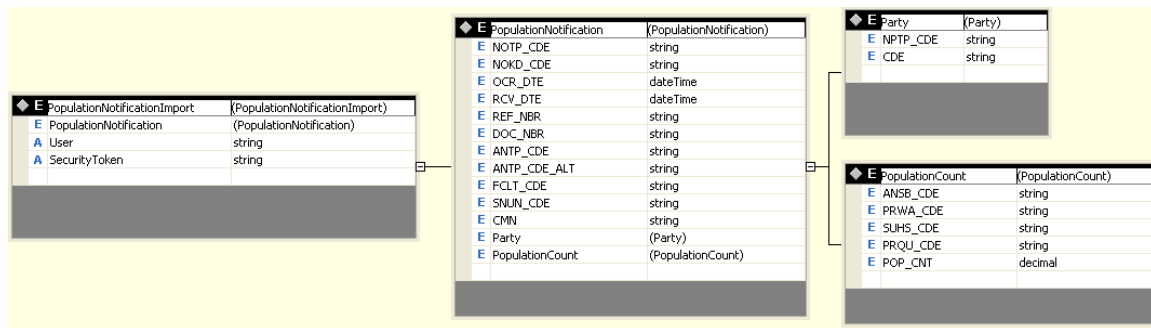 E PopulationNotificationImport (PopulationNotificationImport)
E PopulationNotification (PopulationNotification)
A User string
A SecurityToken string
E PopulationNotification (PopulationNotification)
E NOTP_CDE string
E NOKD_CDE string
E OCR_DTE dateTime
E RCV_DTE dateTime
E REF_NBR string
E DOC_NBR string
E ANTP_CDE string
E ANTP_CDE_ALT string
E FCLT_CDE string
E SNUN_CDE string
E CMN string
E Party (Party)
E PopulationCount (PopulationCount)
E Party (Party)
E NPTP_CDE string
E CDE string
E PopulationCount (PopulationCount)
E ANSB_CDE string
E PRWA_CDE string
E SUHS_CDE string
E PRQU_CDE string
E POP_CNT decimal